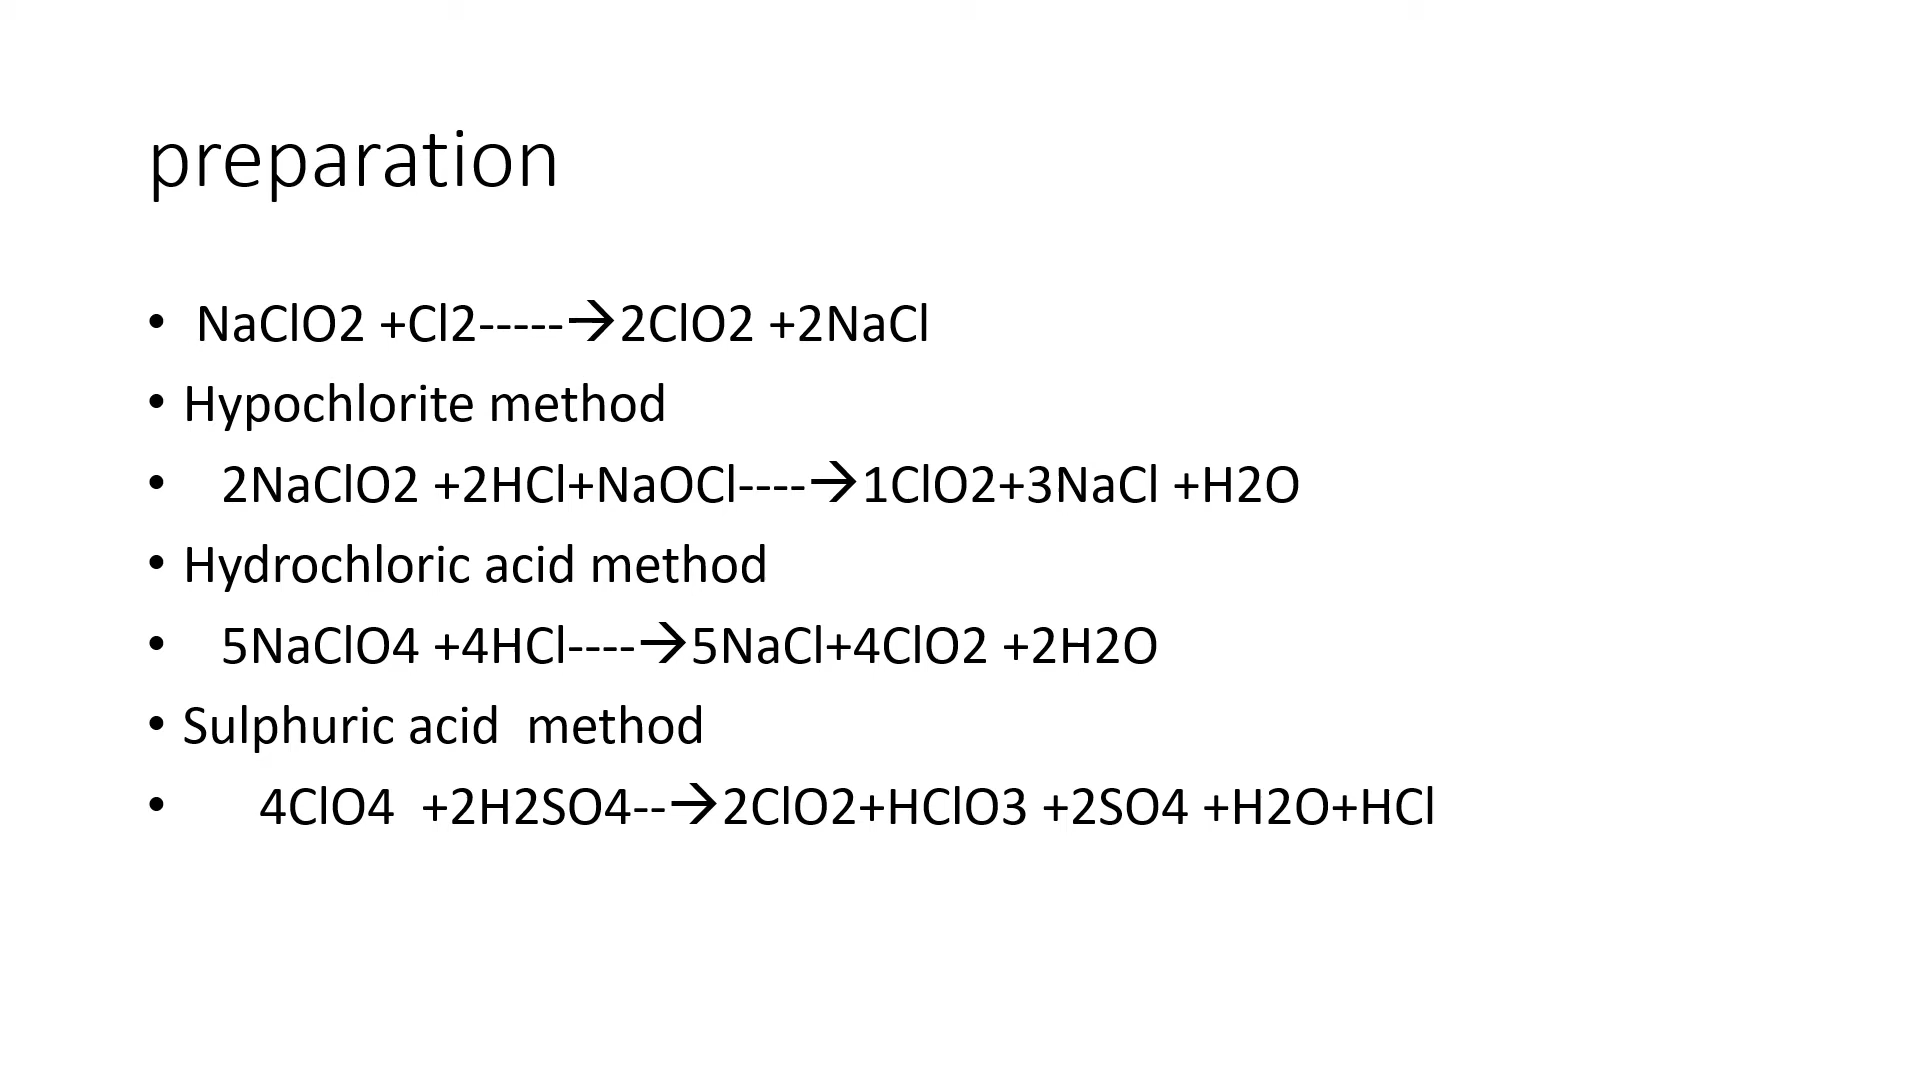 preparation
• NaClO2 +Cl2-----→2ClO2 +2NaCl
• Hypochlorite method
• 2NaClO2 +2HCl+NaOCl----→1ClO2+3NaCl +H2O
• Hydrochloric acid method
• 5NaClO4 +4HCl----→5NaCl+4ClO2 +2H2O
• Sulphuric acid method
• 4ClO4 +2H2SO4--→2ClO2+HClO3 +2SO4 +H2O+HCl